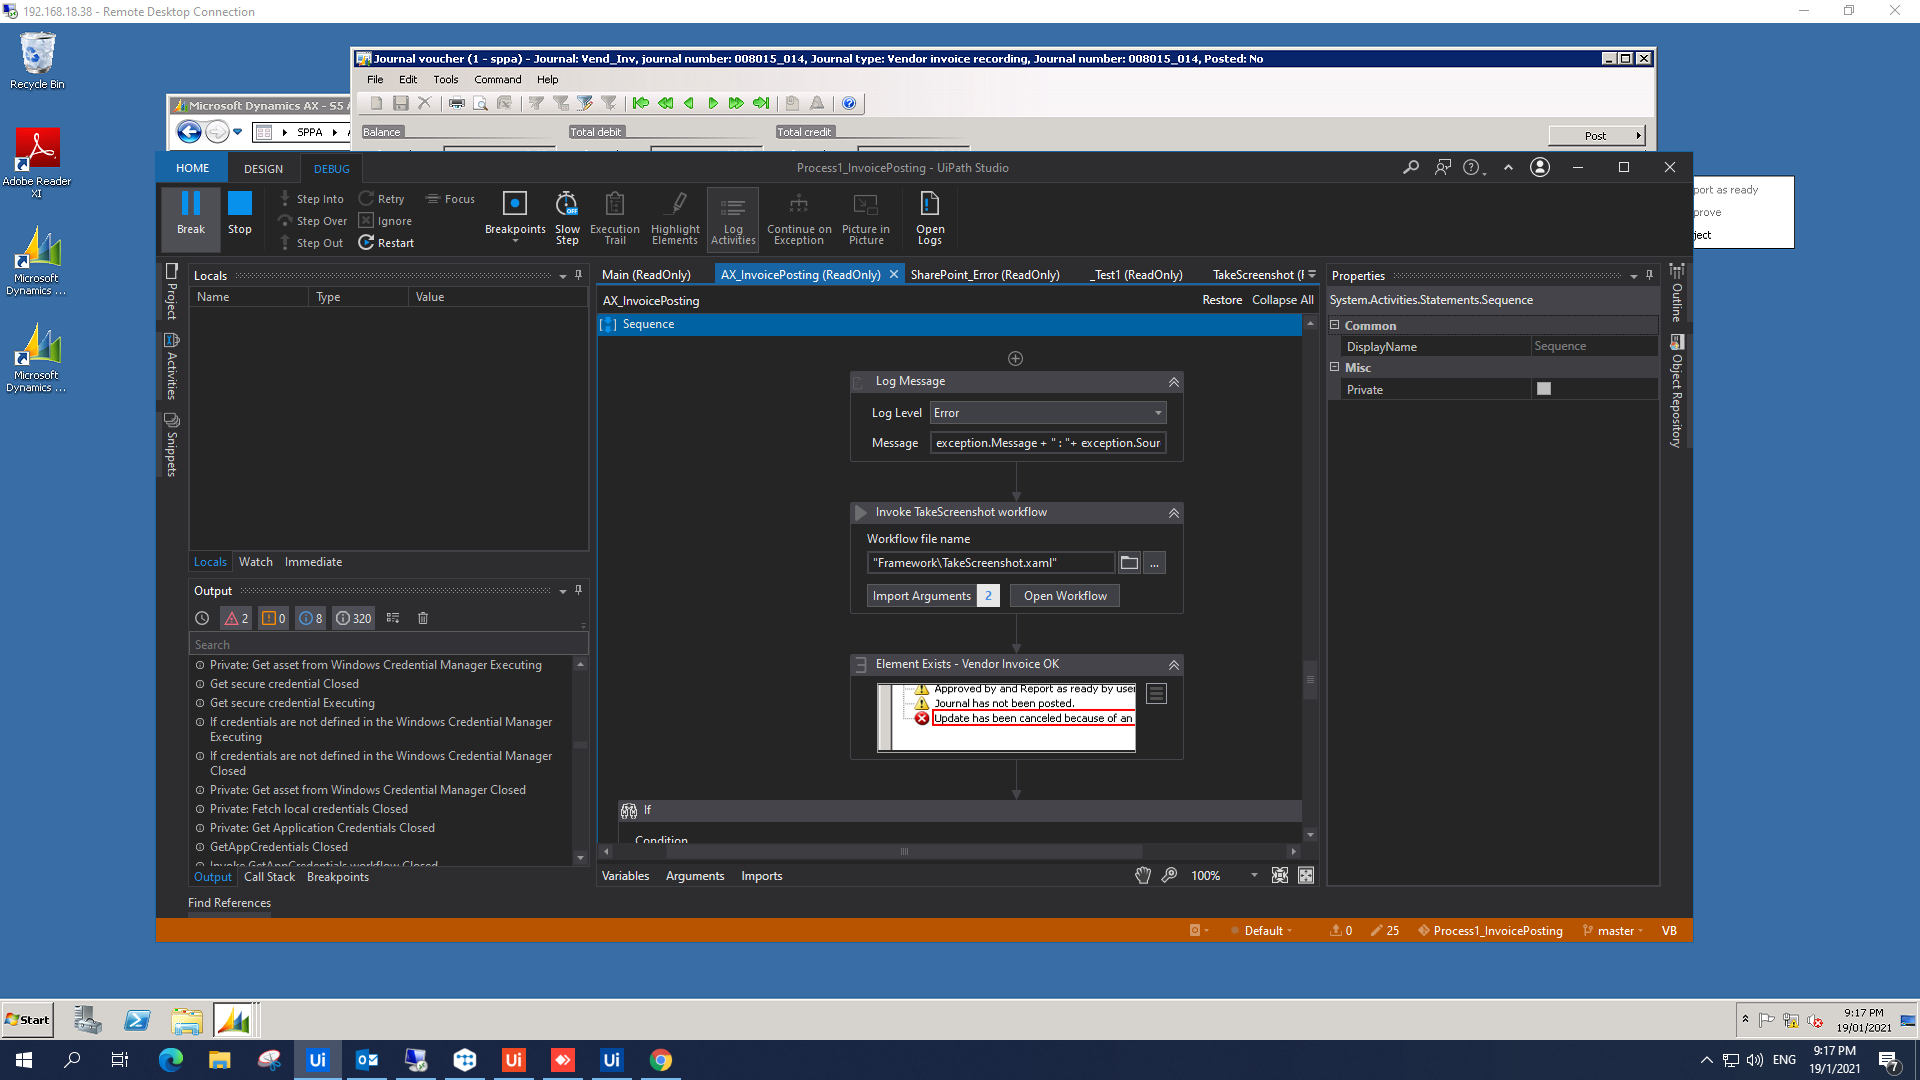 192.168.18.38 - Remote Desktop Connection
Recycle Bin
Adobe Reader XI
Microsoft Dynamics ...
Microsoft Dynamics ...
Journal voucher (1 - sppa) - Journal: Vend_Inv, journal number: 008015_014, Journal type: Vendor invoice recording, Journal number: 008015_014, Posted: No
File Edit Tools Command Help
Microsoft Dynamics AX - S5 A
SPPA
Balance Total debit Total credit
Post
port as ready
prove
ject
Process1_InvoicePosting - UiPath Studio
HOME DESIGN DEBUG
Break
Stop
Step Into
Step Over
Step Out
Retry
Ignore
Restart
Focus
Breakpoints
Slow Step
OFF
Execution Trail
Highlight Elements
Log Activities
Continue on Exception
Picture in Picture
Open Logs
Project
Activities
Snippets
Locals
Name Type Value
Locals Watch Immediate
Output
2 0 8 320
Search
Private: Get asset from Windows Credential Manager Executing
Get secure credential Closed
Get secure credential Executing
If credentials are not defined in the Windows Credential Manager
Executing
If credentials are not defined in the Windows Credential Manager
Closed
Private: Get asset from Windows Credential Manager Closed
Private: Fetch local credentials Closed
Private: Get Application Credentials Closed
GetAppCredentials Closed
Invoke GetAppCredentials workflow Closed
Output Call Stack Breakpoints
Find References
Main (ReadOnly) AX_InvoicePosting (ReadOnly) SharePoint_Error (ReadOnly) _Test1 (ReadOnly) TakeScreenshot (F
AX_InvoicePosting
Restore Collapse All
Sequence
Log Message
Log Level Error
Message exception.Message + " : "+ exception.Sour
Invoke TakeScreenshot workflow
Workflow file name
"Framework\TakeScreenshot.xaml"
...
Import Arguments 2 Open Workflow
Element Exists - Vendor Invoice OK
Approved by and Report as ready by user
Journal has not been posted.
Update has been canceled because of an
If
Condition
Variables Arguments Imports
100%
Properties
System.Activities.Statements.Sequence
Common
DisplayName Sequence
Misc
Private
Outline
Object Repository
Default 0 25 Process1_InvoicePosting master VB
Start
9:17 PM
19/01/2021
Ui Ui Ui
ENG
9:17 PM
19/1/2021
7